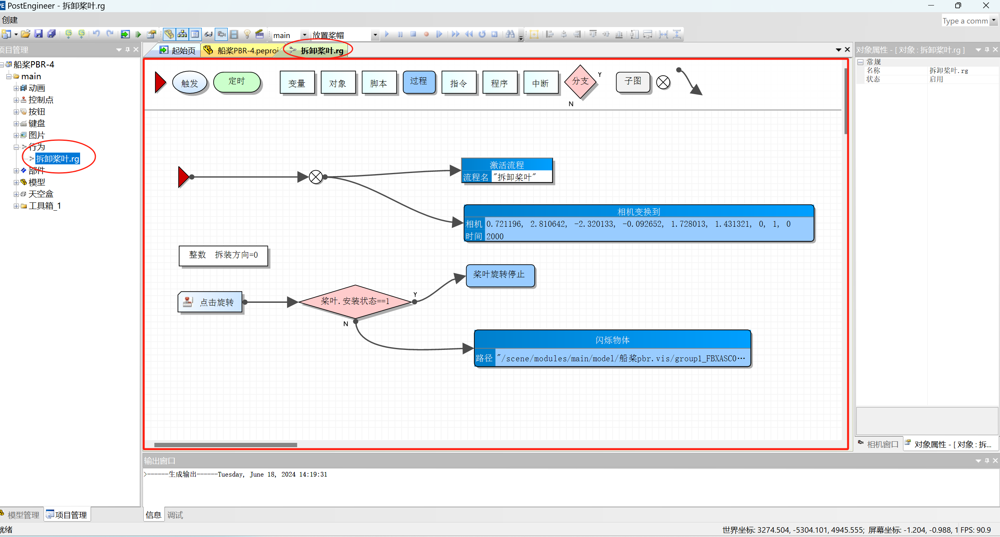 PE PostEngineer - 拆卸桨叶.rg
创建
Type a comm
main 放置桨帽
项目管理
船桨PBR-4
main
动画
控制点
按钮
键盘
图片
行为
拆卸桨叶.rg
部件
模型
天空盒
工具箱_1
模型管理 项目管理
起始页 船桨PBR-4.peproj 拆卸桨叶.rg
触发 定时 变量 对象 脚本 过程 指令 程序 中断 分支 Y 子图
N
激活流程
流程名 "拆卸桨叶"
相机变换到
相机 0.721196, 2.810642, -2.320133, -0.092652, 1.728013, 1.431321, 0, 1, 0
时间 2000
整数 拆装方向=0
桨叶旋转停止
点击旋转 桨叶.安装状态==1 Y
N
闪烁物体
路径 "/scene/modules/main/model/船桨pbr.vis/group1_FBXASC0…
输出窗口
>------生成输出------Tuesday, June 18, 2024 14:19:31
信息 调试
对象属性 - [ 对象 : 拆卸桨叶.rg ]
常规
名称 拆卸桨叶.rg
状态 启用
相机窗口 对象属性 - [ 对象 : 拆...
就绪
世界坐标: 3274.504, -5304.101, 4945.555; 屏幕坐标: -1.204, -0.988, 1 FPS: 90.9